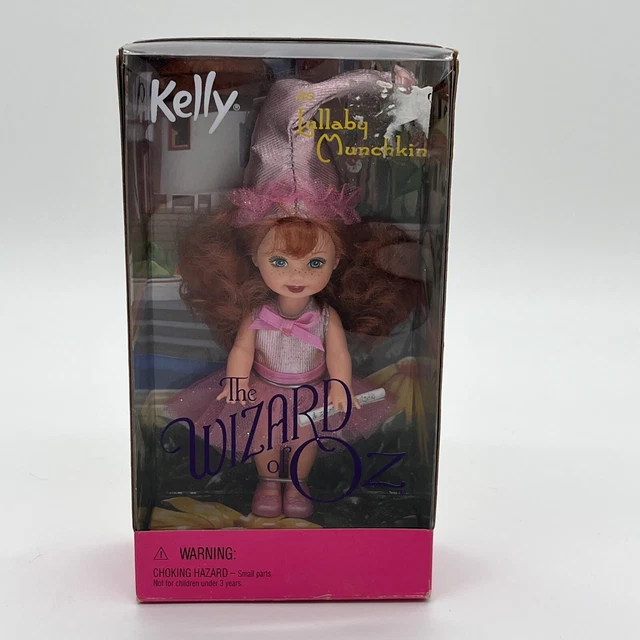 Kelly®
as
Lullaby
Munchkin
The
WIZARD
of OZ
⚠ WARNING:
CHOKING HAZARD – Small parts.
Not for children under 3 years.